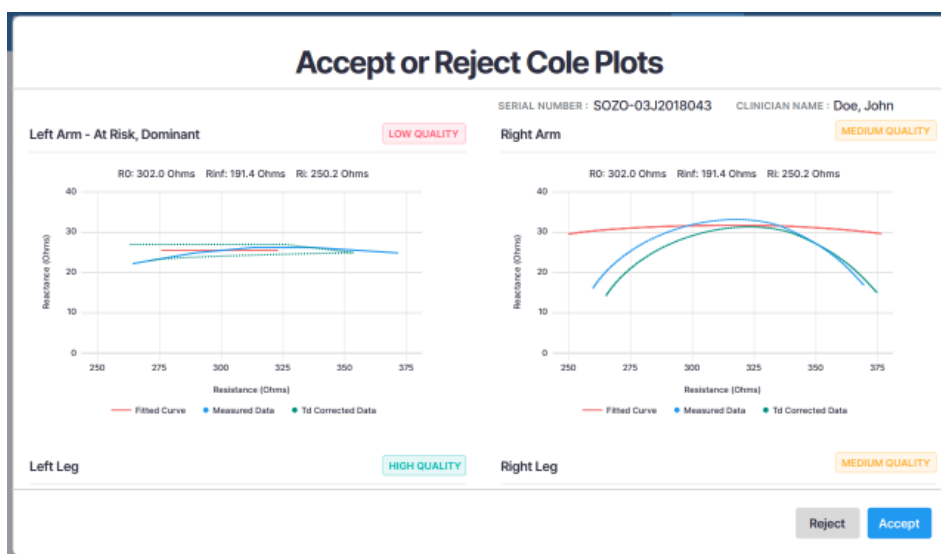 Accept or Reject Cole Plots
SERIAL NUMBER : SOZO-03J2018043 CLINICIAN NAME : Doe, John
Left Arm - At Risk, Dominant LOW QUALITY
R0: 302.0 Ohms Rinf: 191.4 Ohms Ri: 250.2 Ohms
40
30
20
10
0
Reactance (Ohms)
250 275 300 325 350 375
Resistance (Ohms)
Fitted Curve Measured Data Td Corrected Data
Right Arm MEDIUM QUALITY
R0: 302.0 Ohms Rinf: 191.4 Ohms Ri: 250.2 Ohms
40
30
20
10
0
Reactance (Ohms)
250 275 300 325 350 375
Resistance (Ohms)
Fitted Curve Measured Data Td Corrected Data
Left Leg HIGH QUALITY
Right Leg MEDIUM QUALITY
Reject Accept